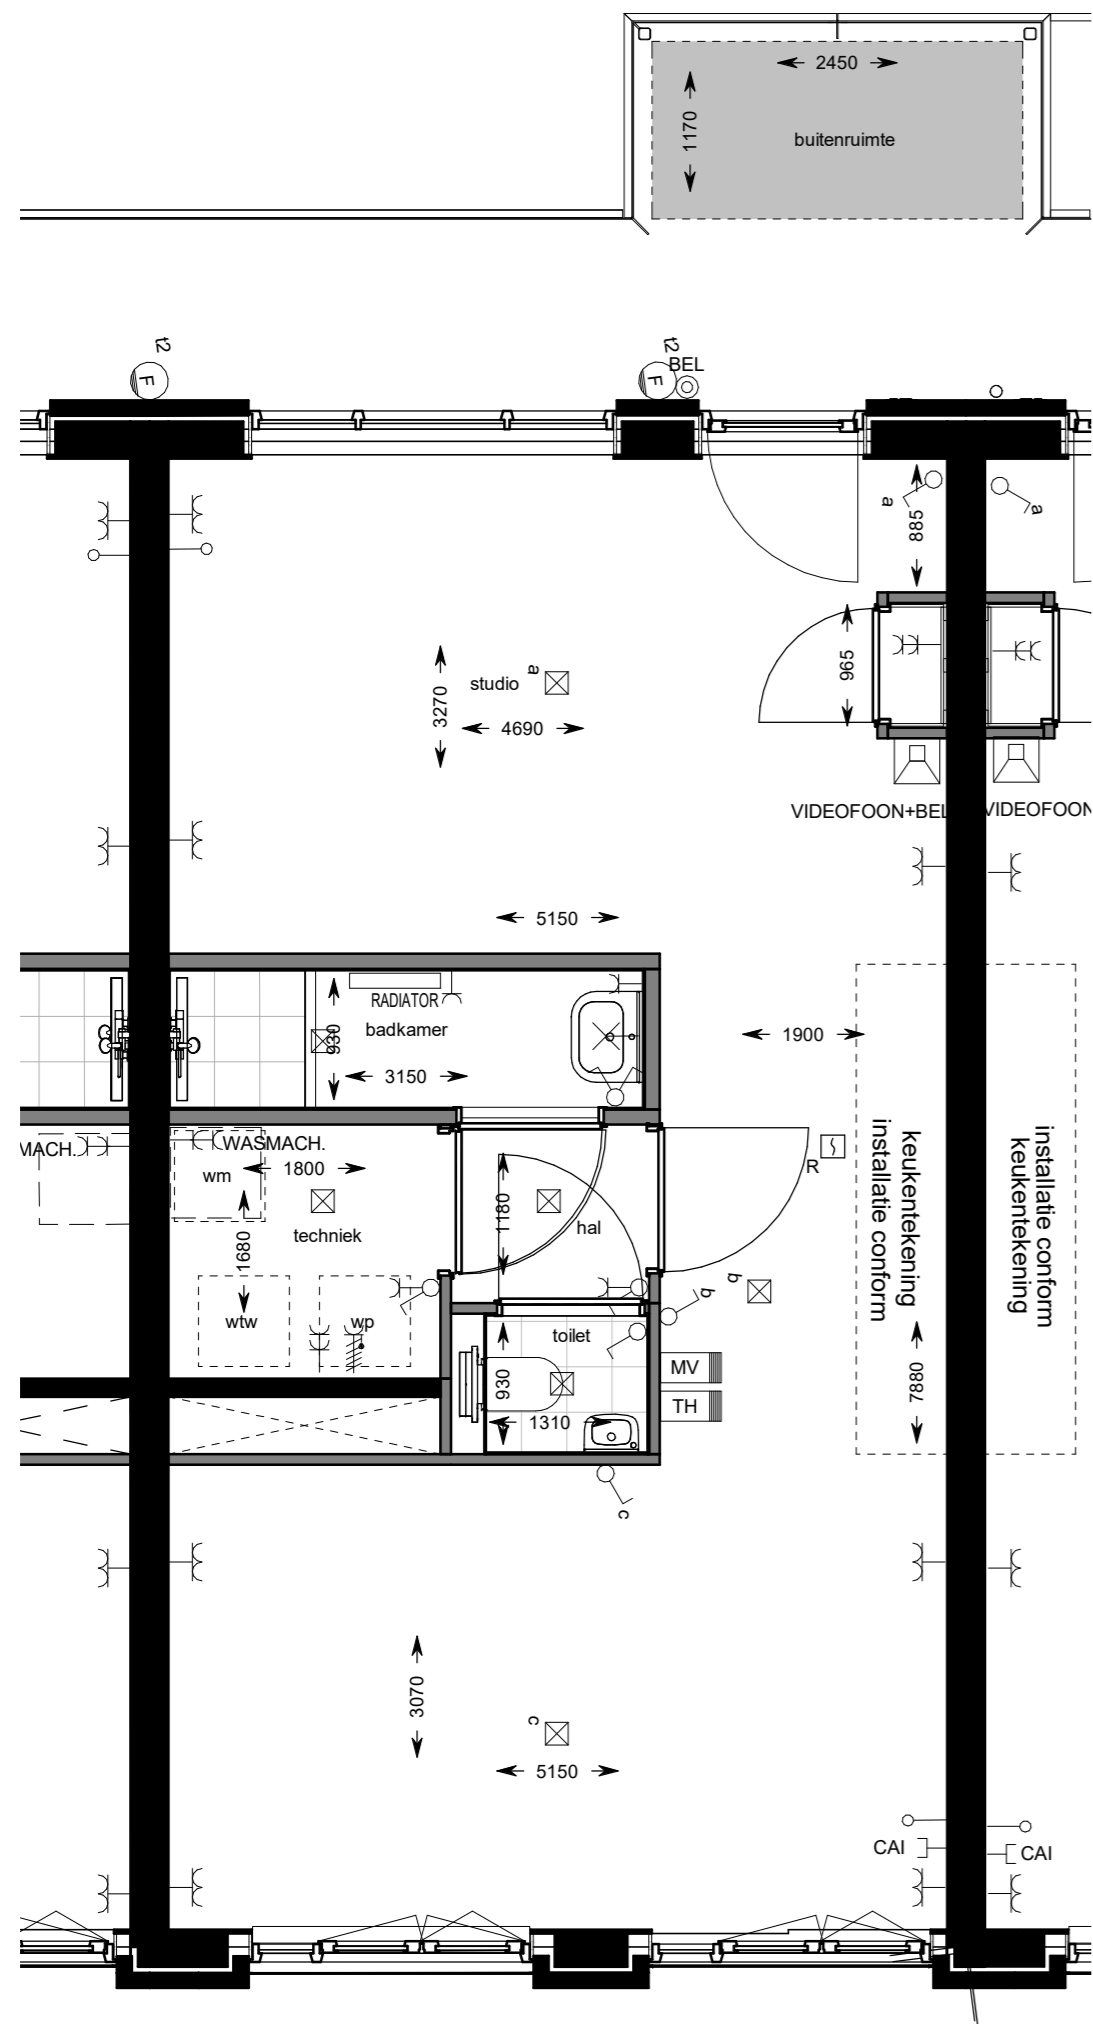 2450
1170
buitenruimte
t2
F
t2
F
BEL
a
a
885
965
a
studio
3270
4690
VIDEOFOON+BEL
VIDEOFOON
5150
RADIATOR
badkamer
930
3150
1900
MACH.
WASMACH.
wm
1800
1680
techniek
1180
hal
R
keukentekening
installatie conform
installatie conform
keukentekening
b
b
wtw
wp
toilet
930
1310
MV
TH
7880
c
3070
c
5150
CAI
CAI